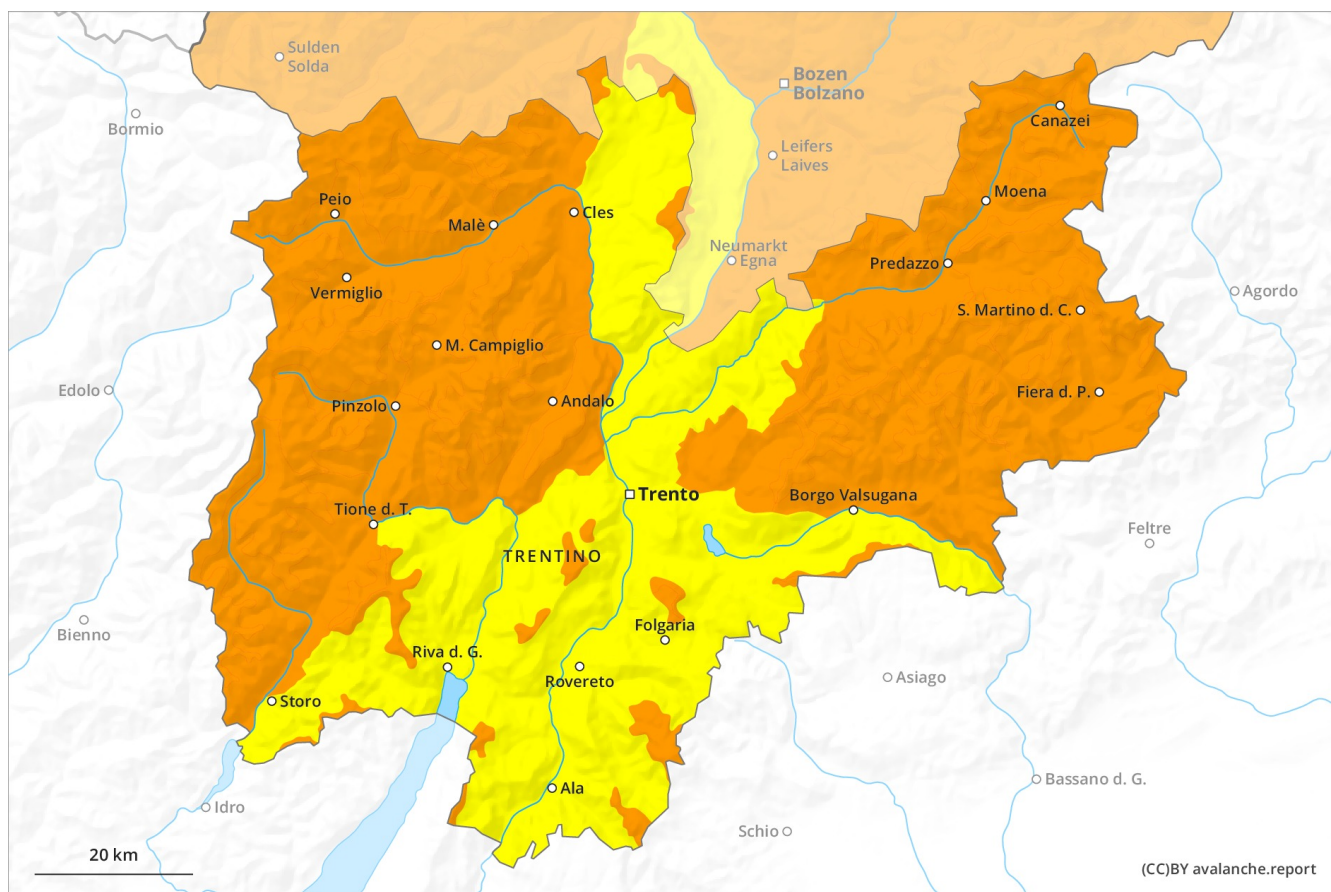 Sulden
Solda
Bozen
Bolzano
Bormio
Canazei
Leifers
Laives
Moena
Peio
Malè
Cles
Neumarkt
Egna
Predazzo
Vermiglio
Agordo
S. Martino d. C.
M. Campiglio
Edolo
Fiera d. P.
Pinzolo
Andalo
Trento
Borgo Valsugana
Tione d. T.
Feltre
TRENTINO
Bienno
Folgaria
Riva d. G.
Asiago
Rovereto
Storo
Bassano d. G.
Ala
Idro
Schio
20 km
(CC)BY avalanche.report